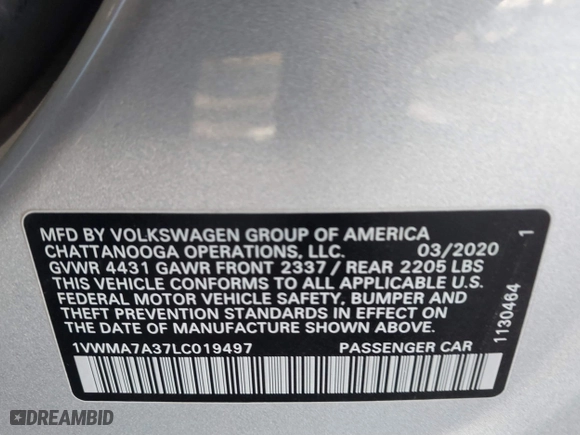 MFD BY VOLKSWAGEN GROUP OF AMERICA
CHATTANOOGA OPERATIONS, LLC. 03/2020 1
GVWR 4431 GAWR FRONT 2337 / REAR 2205 LBS
THIS VEHICLE CONFORMS TO ALL APPLICABLE U.S.
FEDERAL MOTOR VEHICLE SAFETY, BUMPER AND
THEFT PREVENTION STANDARDS IN EFFECT ON
THE DATE OF MANUFACTURE SHOWN ABOVE
1VWMA7A37LC019497 PASSENGER CAR
1130464
DREAMBID